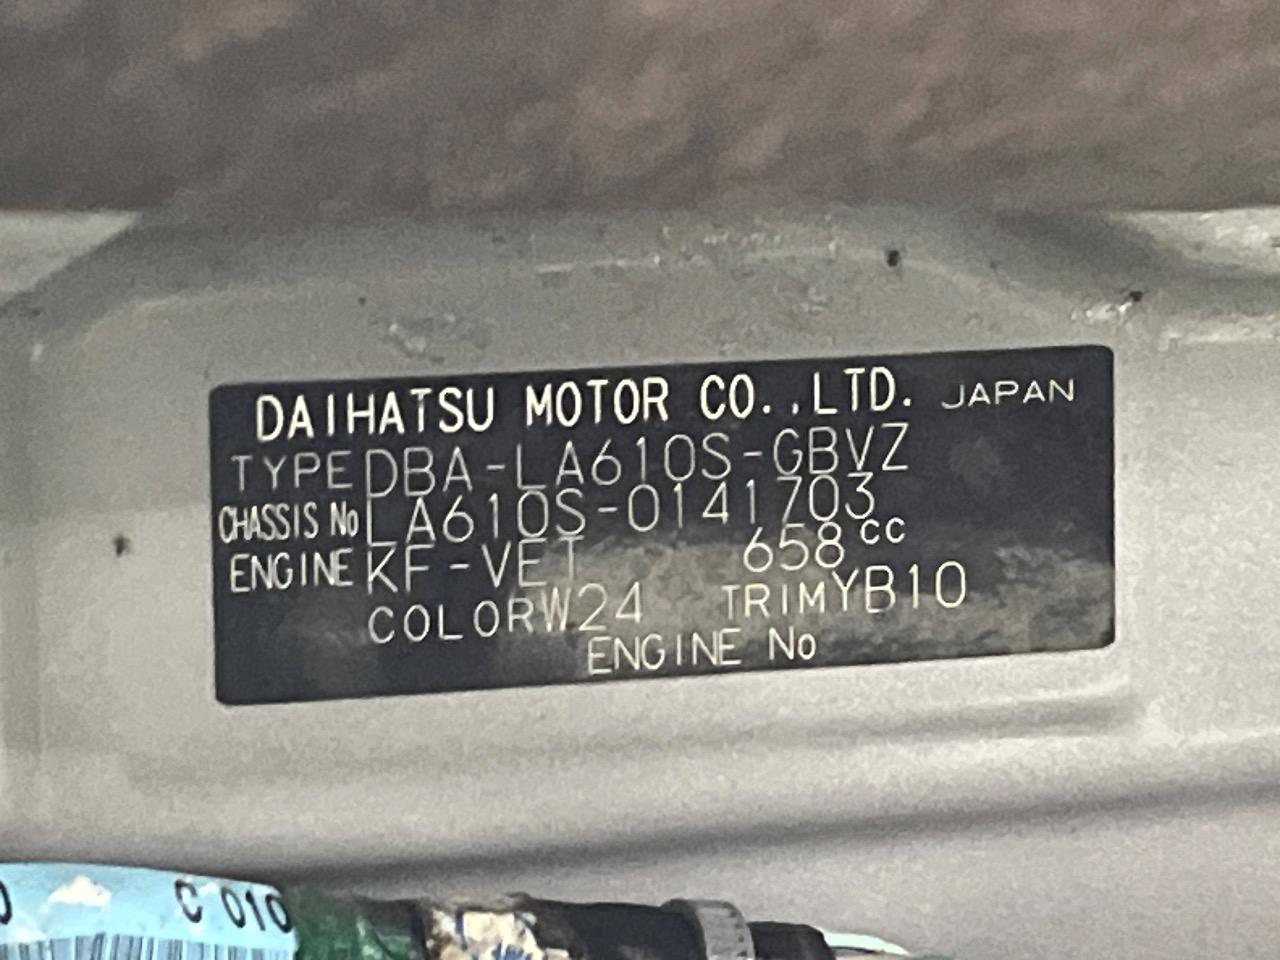 DAIHATSU MOTOR CO.,LTD. JAPAN
TYPE DBA-LA610S-GBVZ
CHASSIS No LA610S-0141703
ENGINE KF-VET 658cc
COLOR W24 TRIM YB10
ENGINE No
C 010